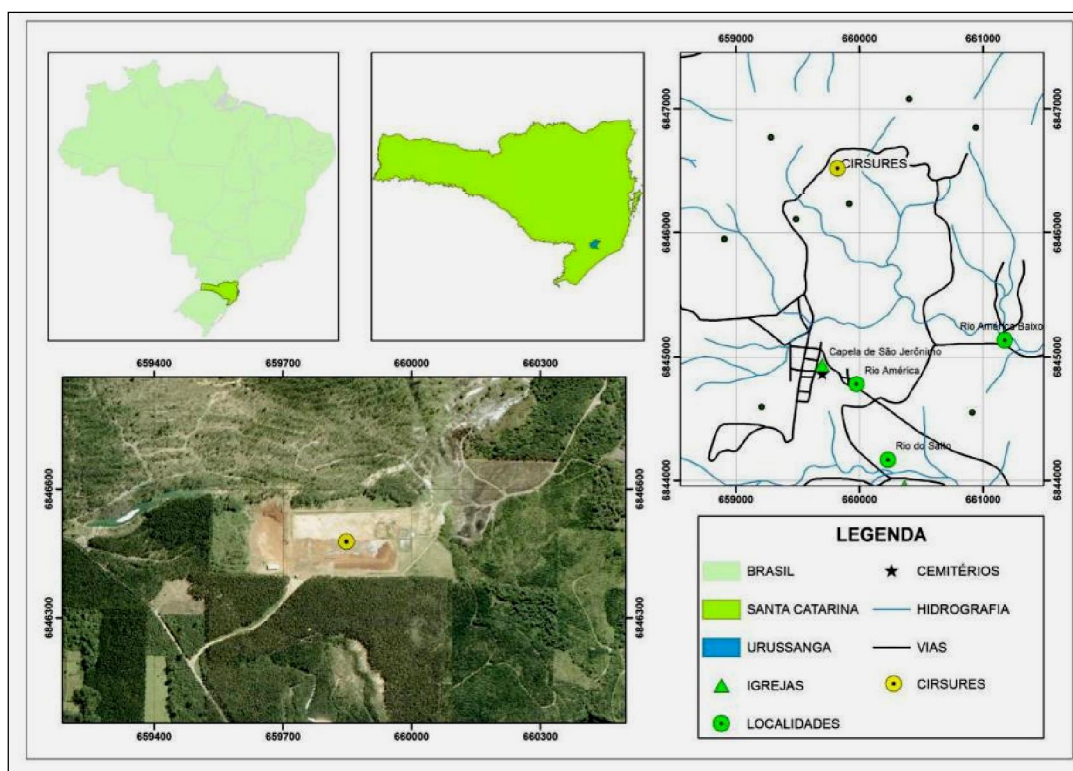 659000 660000 661000
6847000
6846000
6845000
6844000
CIRSURES
Rio América Baixo
Capela de São Jerônimo
Rio América
Rio do Salto
6847000
6846000
6845000
6844000
659000 660000 661000
659400 659700 660000 660300
6846600
6846300
6846600
6846300
659400 659700 660000 660300
LEGENDA
BRASIL
SANTA CATARINA
URUSSANGA
IGREJAS
LOCALIDADES
CEMITÉRIOS
HIDROGRAFIA
VIAS
CIRSURES